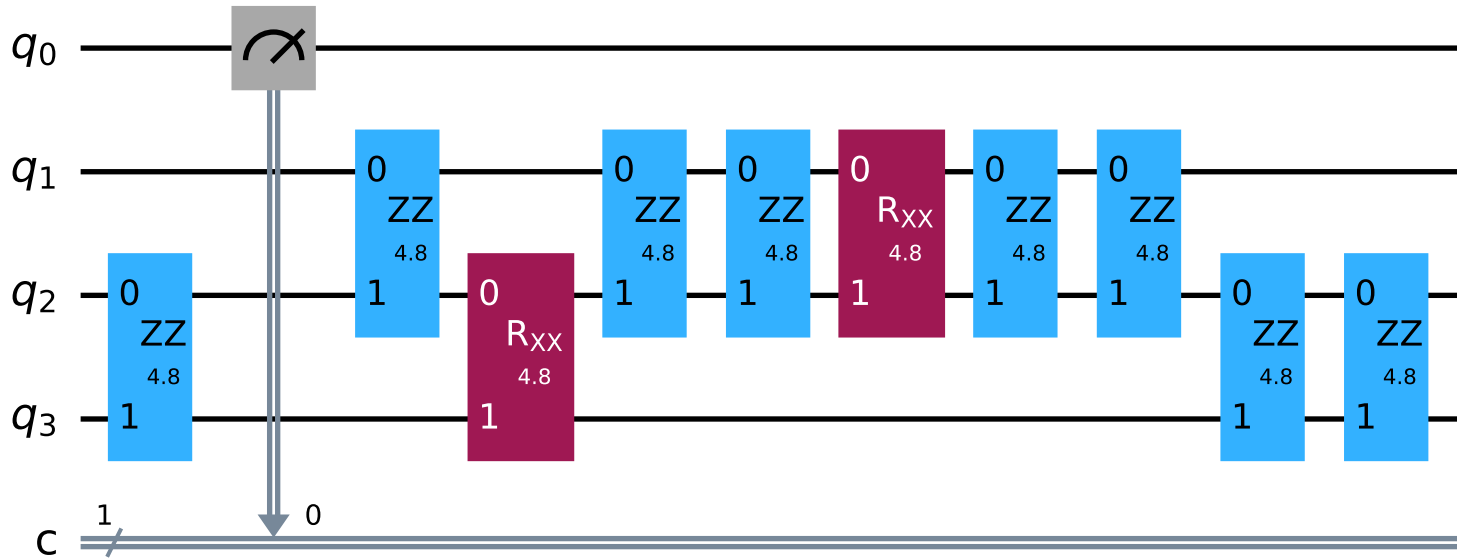 q0
q1 0 0 0 0 0 0
ZZ ZZ ZZ RXX ZZ ZZ
4.8 4.8 4.8 4.8 4.8 4.8
q2 0 1 0 1 1 1 1 1 0 0
ZZ RXX ZZ ZZ
4.8 4.8 4.8 4.8
q3 1 1 1 1
1 0
c